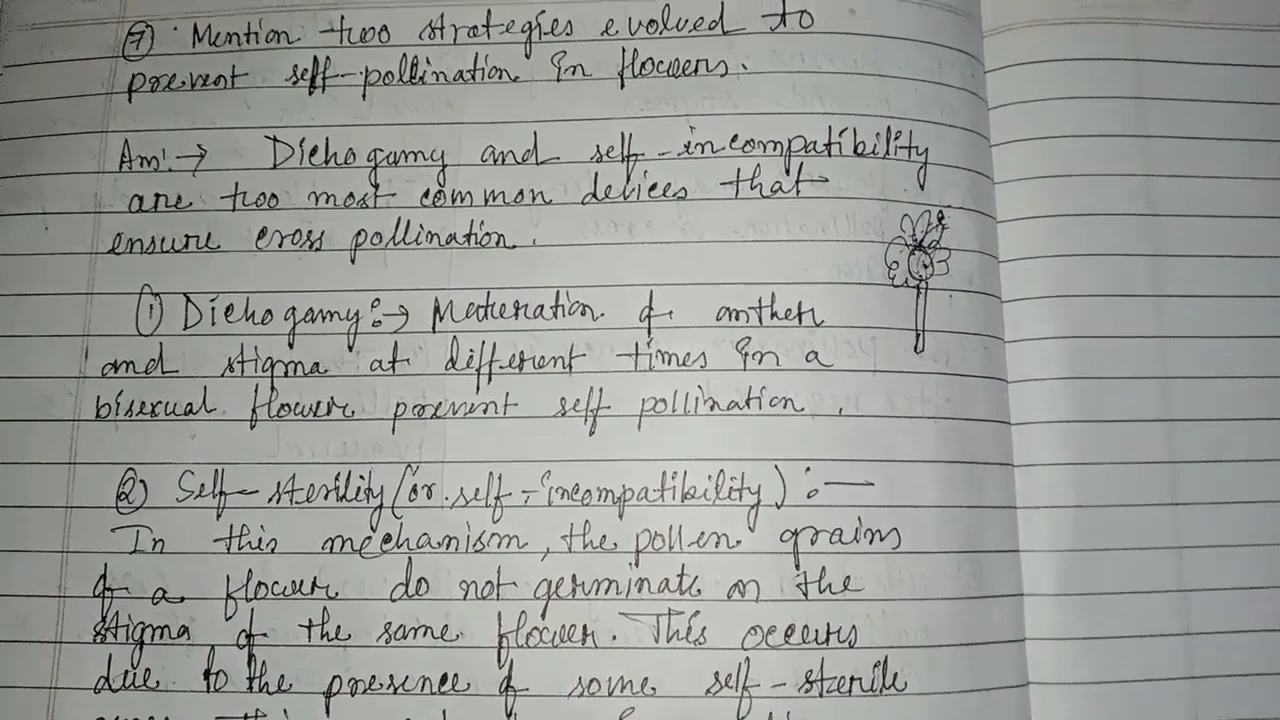 ⑦ Mention two strategies evolved to
prevent self-pollination in flowers.
Ans:→ Dichogamy and self-incompatibility
are two most common devices that
ensure cross pollination.
① Dichogamy:→ Maturation of anther
and stigma at different times in a
bisexual flower prevent self pollination.
② Self-sterility (or self-incompatibility) :—
In this mechanism, the pollen grains
of a flower do not germinate on the
stigma of the same flower. This occurs
due to the presence of some self-sterile